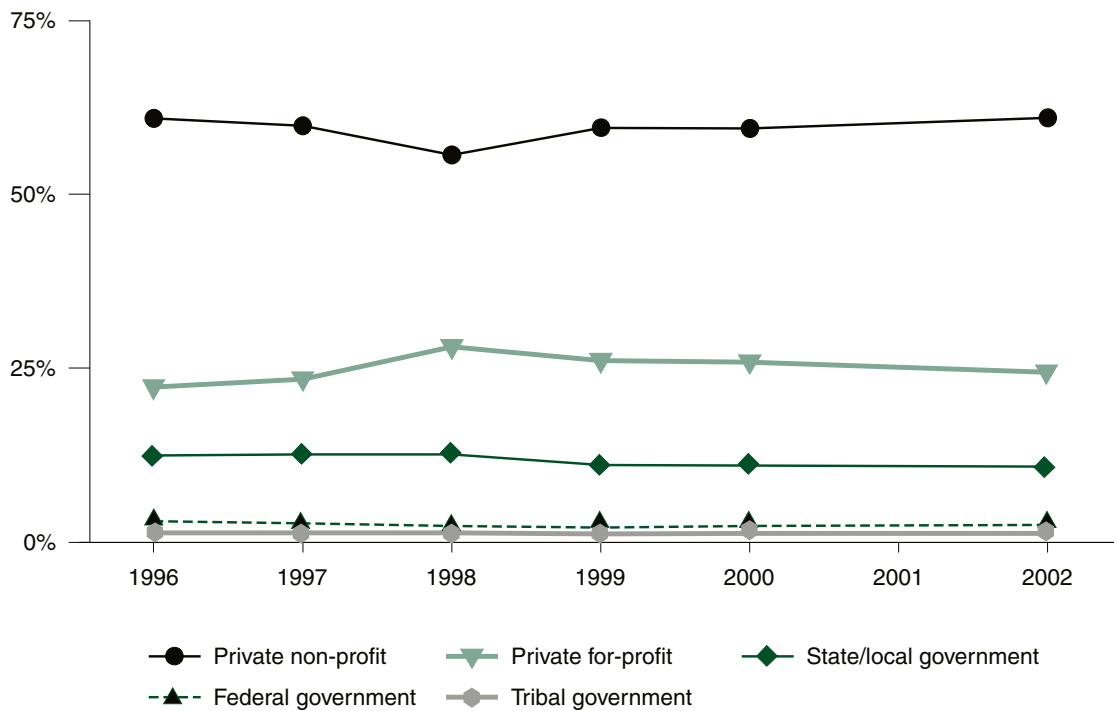 75%
50%
25%
0%
1996 1997 1998 1999 2000 2001 2002
Private non-profit Private for-profit State/local government
Federal government Tribal government